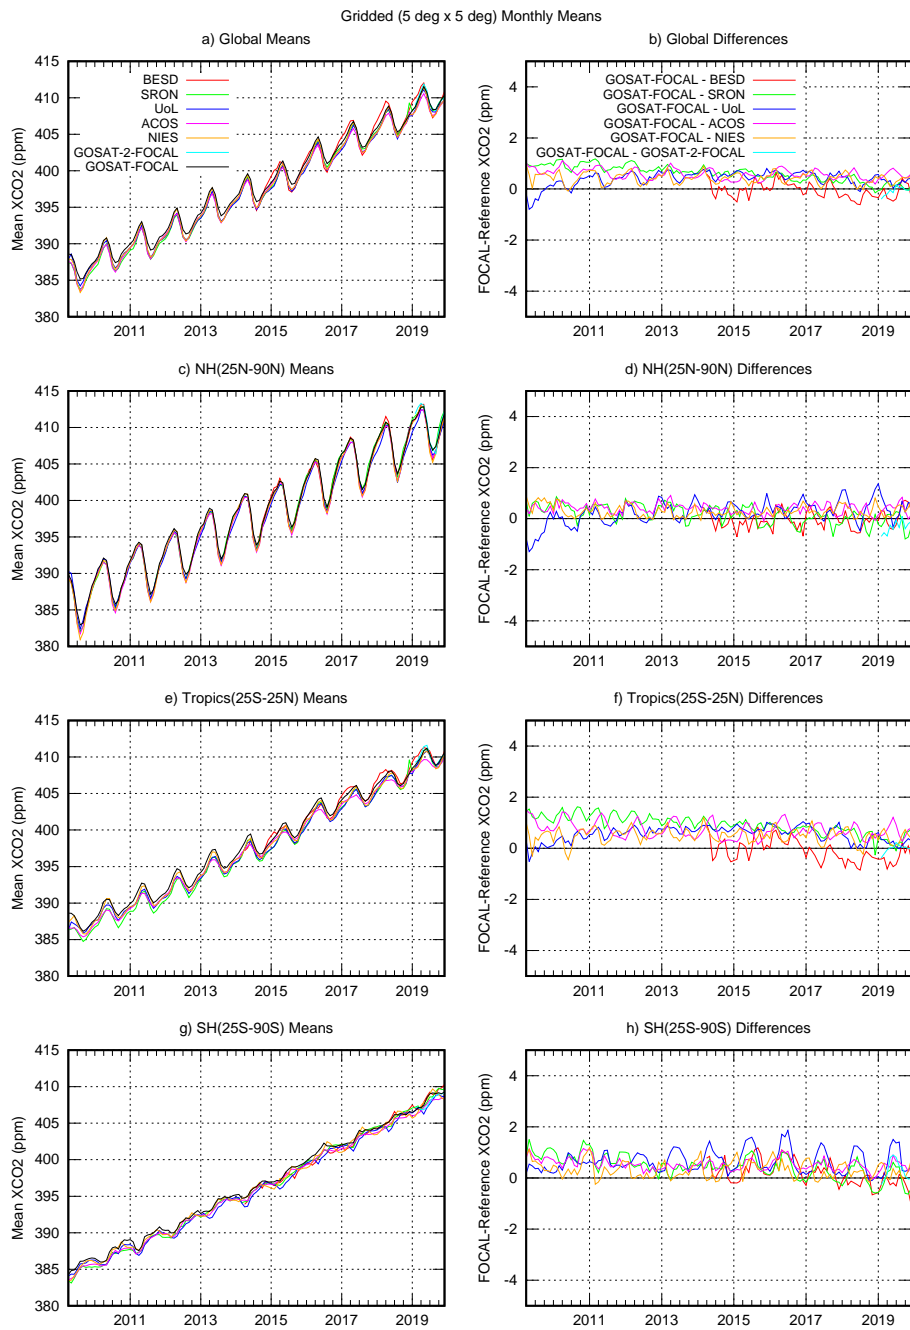 Gridded (5 deg x 5 deg) Monthly Means
a) Global Means
Mean XCO2 (ppm)
415
410
405
400
395
390
385
380
BESD
SRON
UoL
ACOS
NIES
GOSAT-2-FOCAL
GOSAT-FOCAL
2011 2013 2015 2017 2019
b) Global Differences
FOCAL-Reference XCO2 (ppm)
4
2
0
-2
-4
GOSAT-FOCAL - BESD
GOSAT-FOCAL - SRON
GOSAT-FOCAL - UoL
GOSAT-FOCAL - ACOS
GOSAT-FOCAL - NIES
GOSAT-FOCAL - GOSAT-2-FOCAL
2011 2013 2015 2017 2019
c) NH(25N-90N) Means
Mean XCO2 (ppm)
415
410
405
400
395
390
385
380
2011 2013 2015 2017 2019
d) NH(25N-90N) Differences
FOCAL-Reference XCO2 (ppm)
4
2
0
-2
-4
2011 2013 2015 2017 2019
e) Tropics(25S-25N) Means
Mean XCO2 (ppm)
415
410
405
400
395
390
385
380
2011 2013 2015 2017 2019
f) Tropics(25S-25N) Differences
FOCAL-Reference XCO2 (ppm)
4
2
0
-2
-4
2011 2013 2015 2017 2019
g) SH(25S-90S) Means
Mean XCO2 (ppm)
415
410
405
400
395
390
385
380
2011 2013 2015 2017 2019
h) SH(25S-90S) Differences
FOCAL-Reference XCO2 (ppm)
4
2
0
-2
-4
2011 2013 2015 2017 2019